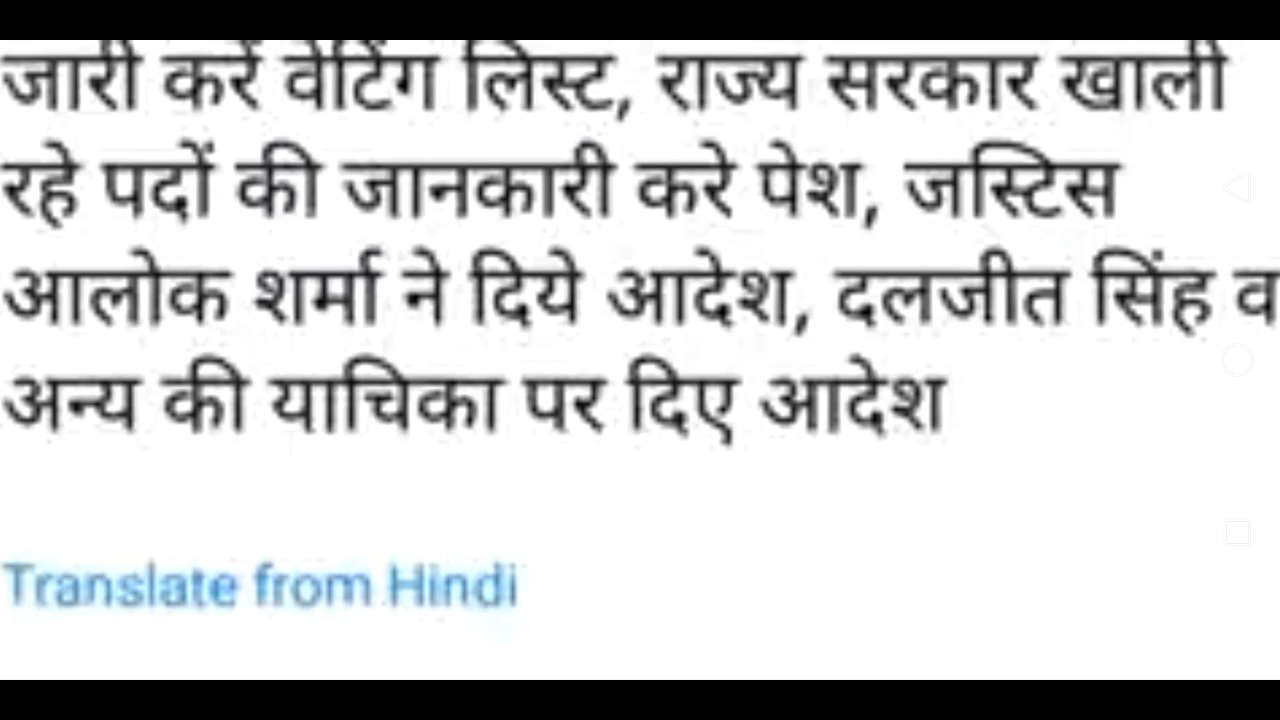 जारी करें वेटिंग लिस्ट, राज्य सरकार खाली
रहे पदों की जानकारी करे पेश, जस्टिस
आलोक शर्मा ने दिये आदेश, दलजीत सिंह व
अन्य की याचिका पर दिए आदेश
Translate from Hindi